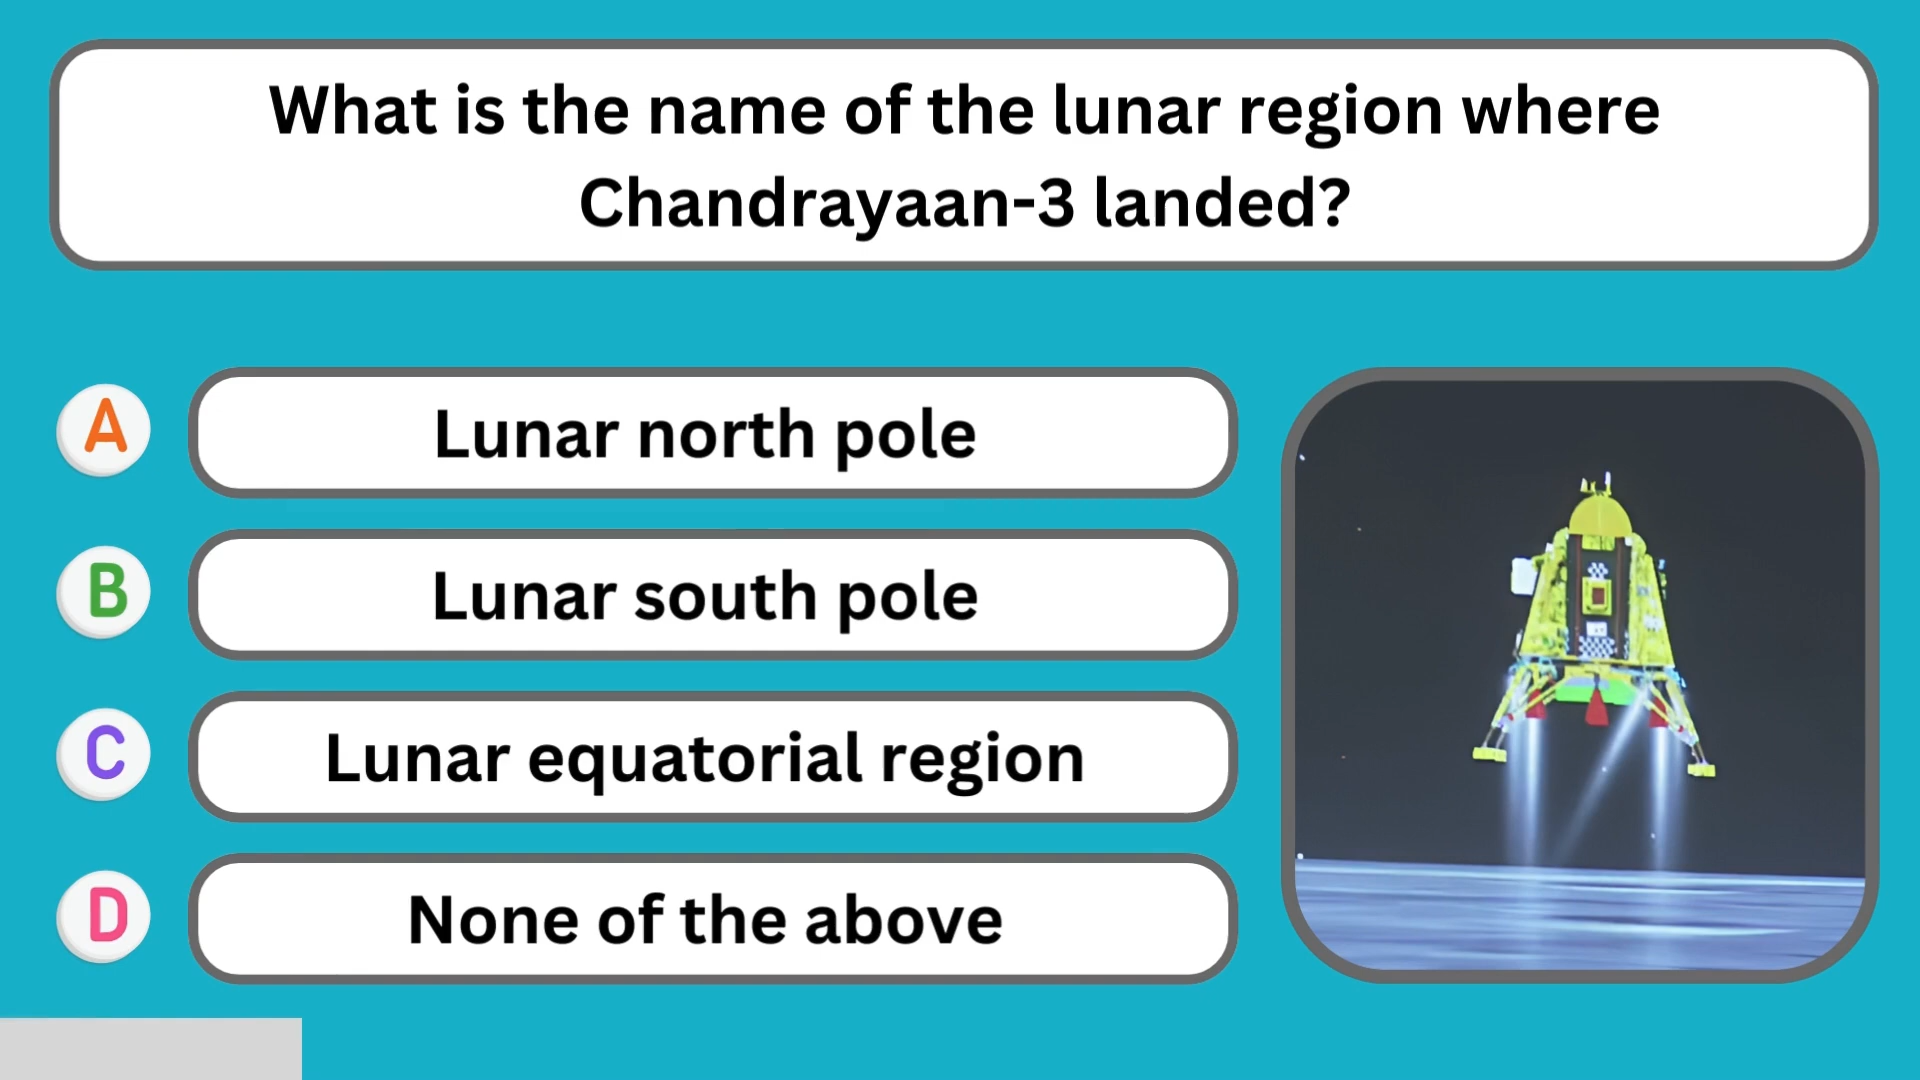 What is the name of the lunar region where
Chandrayaan-3 landed?
A
Lunar north pole
B
Lunar south pole
C
Lunar equatorial region
D
None of the above